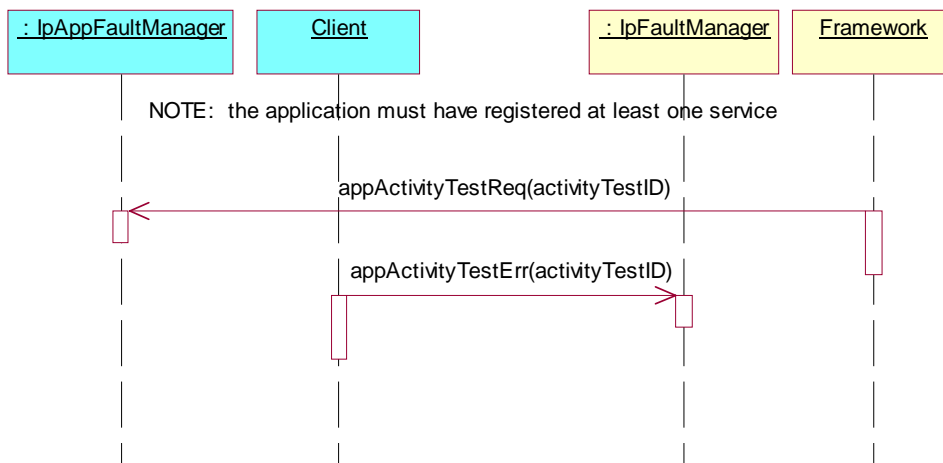 : IpAppFaultManager
Client
: IpFaultManager
Framework
NOTE: the application must have registered at least one service
appActivityTestReq(activityTestID)
appActivityTestErr(activityTestID)